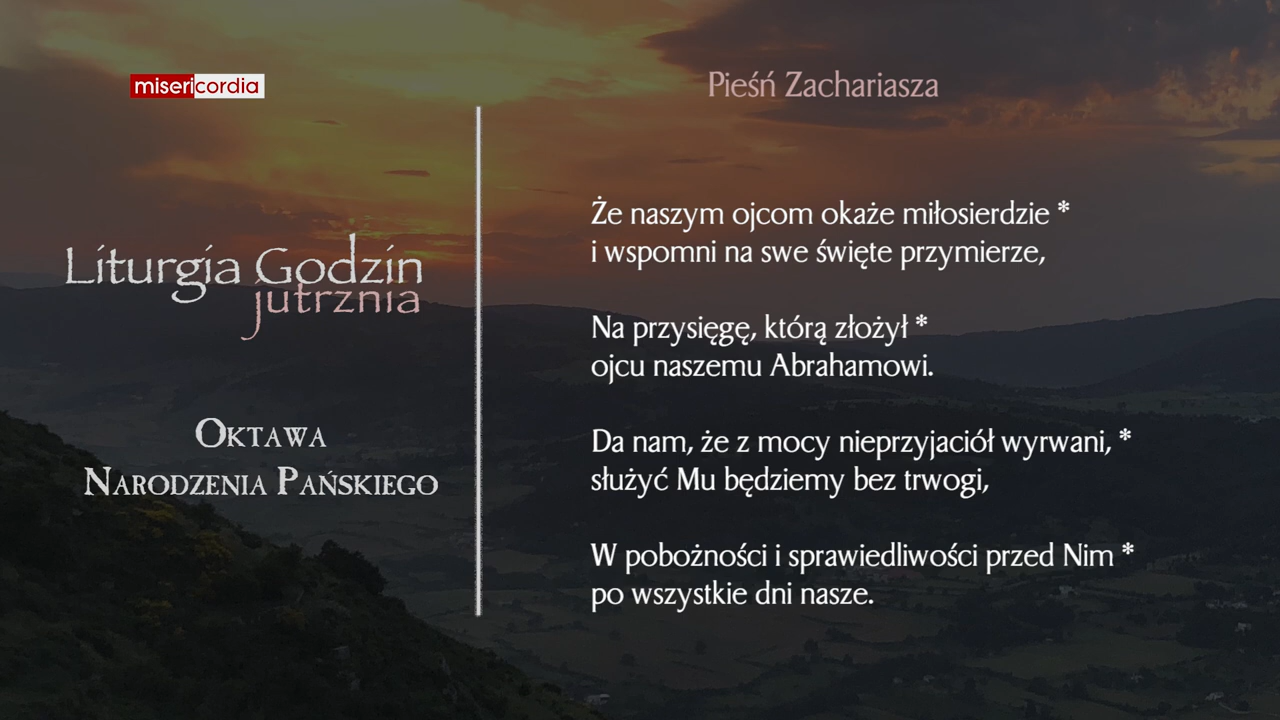 misericordia
Liturgia Godzin
jutrznia
Oktawa
Narodzenia Pańskiego
Pieśń Zachariasza
Że naszym ojcom okaże miłosierdzie *
i wspomni na swe święte przymierze,
Na przysięgę, którą złożył *
ojcu naszemu Abrahamowi.
Da nam, że z mocy nieprzyjaciół wyrwani, *
służyć Mu będziemy bez trwogi,
W pobożności i sprawiedliwości przed Nim *
po wszystkie dni nasze.